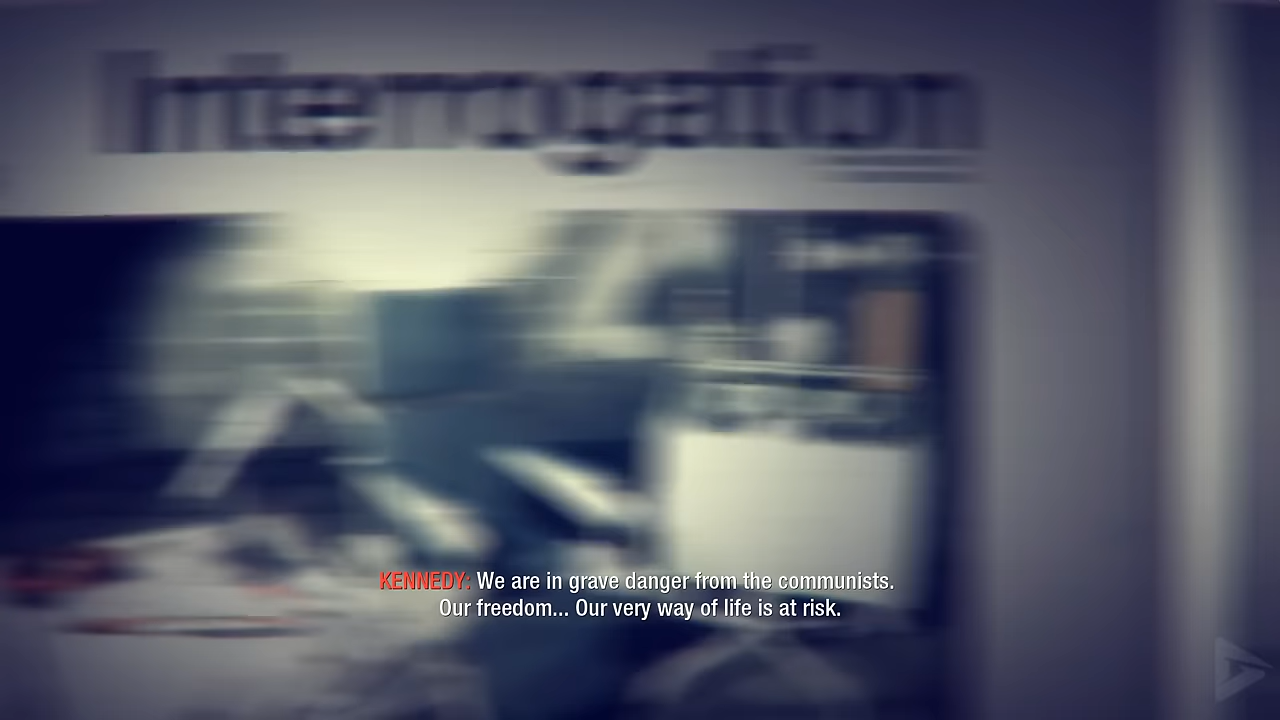 Interrogation
KENNEDY: We are in grave danger from the communists.
Our freedom... Our very way of life is at risk.